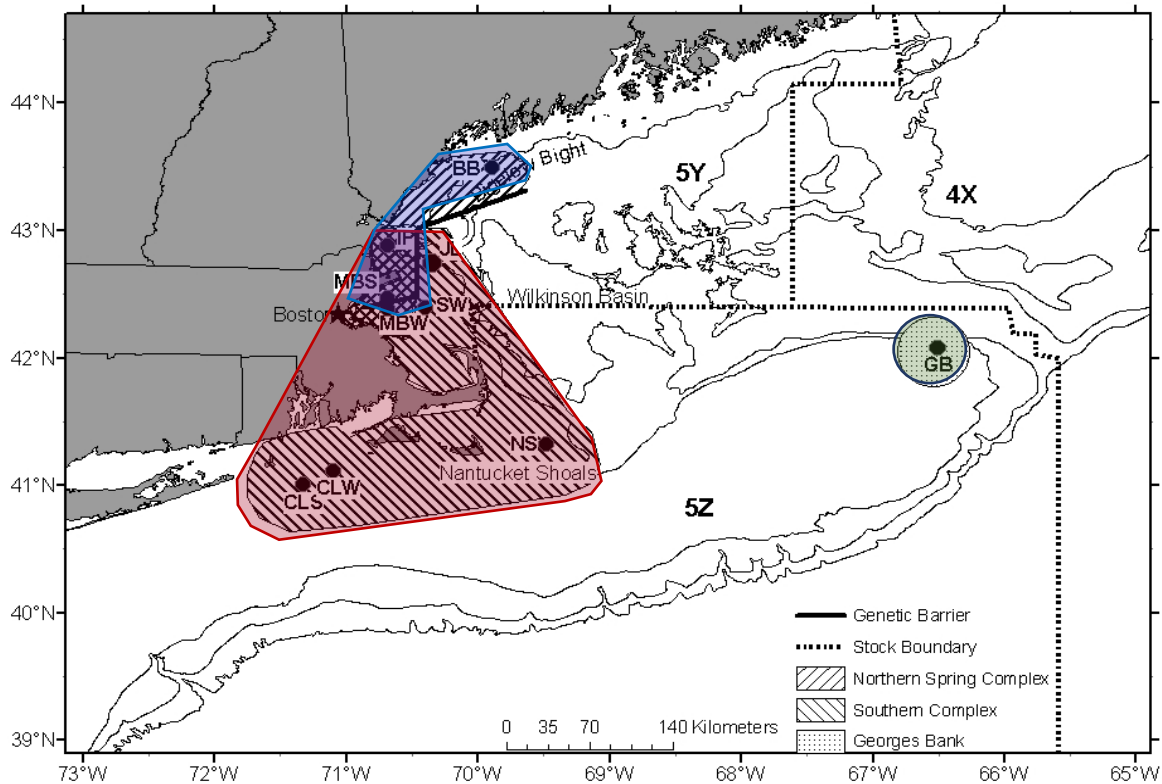 44°N
43°N
42°N
41°N
40°N
39°N
73°W
72°W
71°W
70°W
69°W
68°W
67°W
66°W
65°W
BB
Bight
5Y
4X
IP
MBS
Boston
MBW
SW
Wilkinson Basin
GB
NS
Nantucket Shoals
CLW
CLS
5Z
Genetic Barrier
Stock Boundary
Northern Spring Complex
Southern Complex
Georges Bank
0 35 70 140 Kilometers